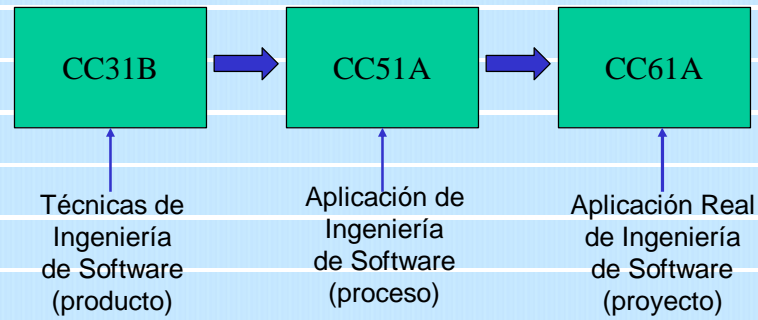 CC31B
CC51A
CC61A
Técnicas de
Ingeniería
de Software
(producto)
Aplicación de
Ingeniería
de Software
(proceso)
Aplicación Real
de Ingeniería
de Software
(proyecto)